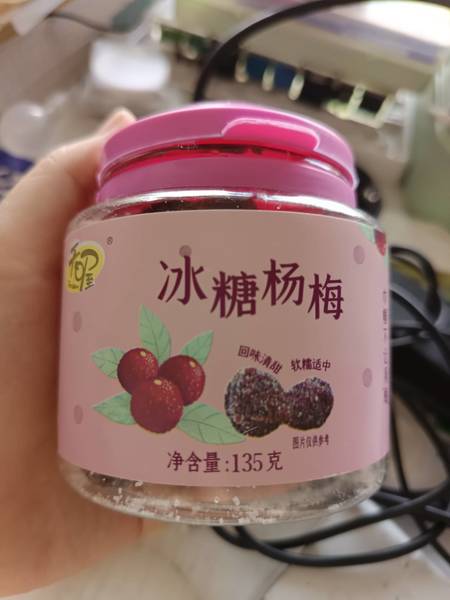 冰糖杨梅
回味清甜
软糯适中
图片仅供参考
净含量:135克